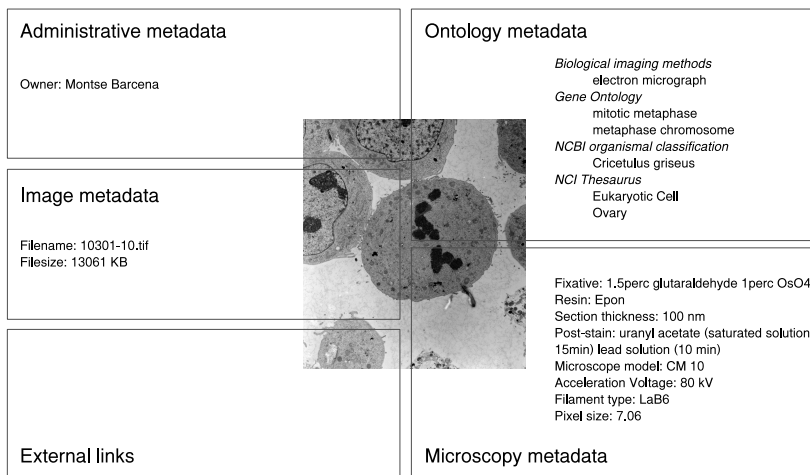 Administrative metadata
Owner: Montse Barcena
Image metadata
Filename: 10301-10.tif
Filesize: 13061 KB
External links
Ontology metadata
Biological imaging methods
electron micrograph
Gene Ontology
mitotic metaphase
metaphase chromosome
NCBI organismal classification
Cricetulus griseus
NCI Thesaurus
Eukaryotic Cell
Ovary
Fixative: 1.5perc glutaraldehyde 1perc OsO4
Resin: Epon
Section thickness: 100 nm
Post-stain: uranyl acetate (saturated solution
15min) lead solution (10 min)
Microscope model: CM 10
Acceleration Voltage: 80 kV
Filament type: LaB6
Pixel size: 7.06
Microscopy metadata